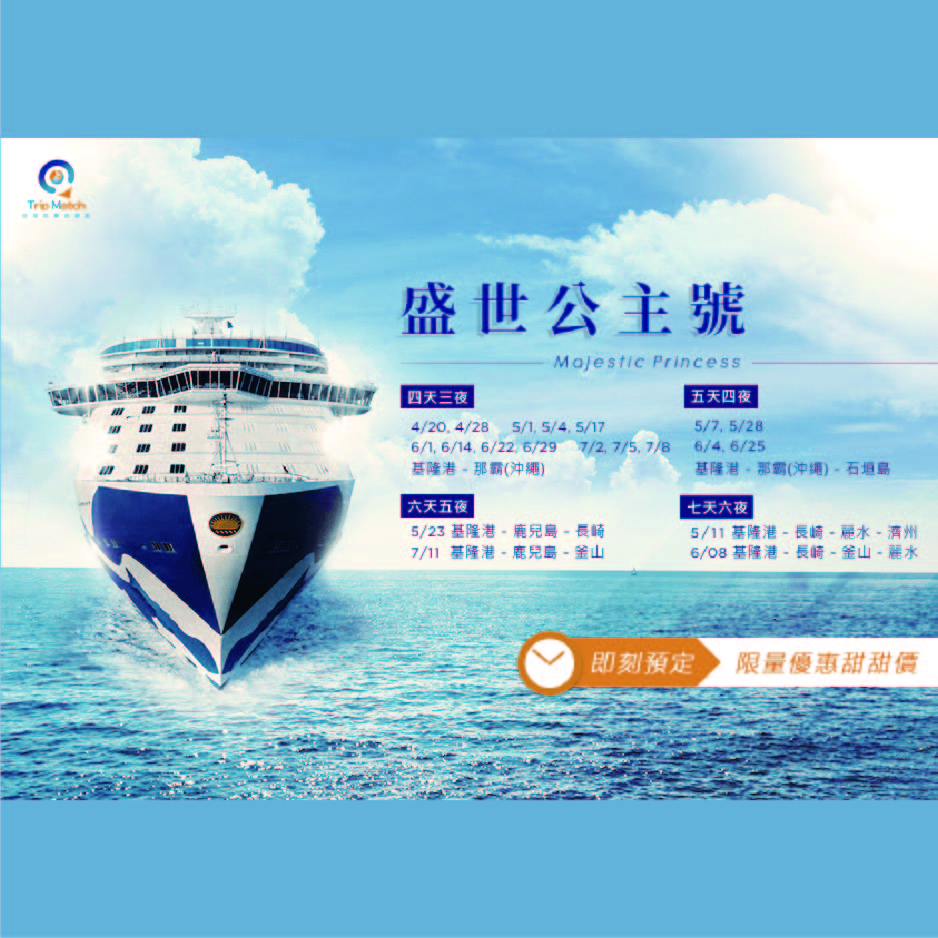 Trip Match
盛世公主號
Majestic Princess
四天三夜
4/20, 4/28 5/1, 5/4, 5/17
6/1, 6/14, 6/22, 6/29 7/2, 7/5, 7/8
基隆港 - 那霸(沖繩)
五天四夜
5/7, 5/28
6/4, 6/25
基隆港 - 那霸(沖繩) - 石垣島
六天五夜
5/23 基隆港 - 鹿兒島 - 長崎
7/11 基隆港 - 鹿兒島 - 釜山
七天六夜
5/11 基隆港 - 長崎 - 麗水 - 濟州
6/08 基隆港 - 長崎 - 釜山 - 麗水
即刻預定 限量優惠甜甜價